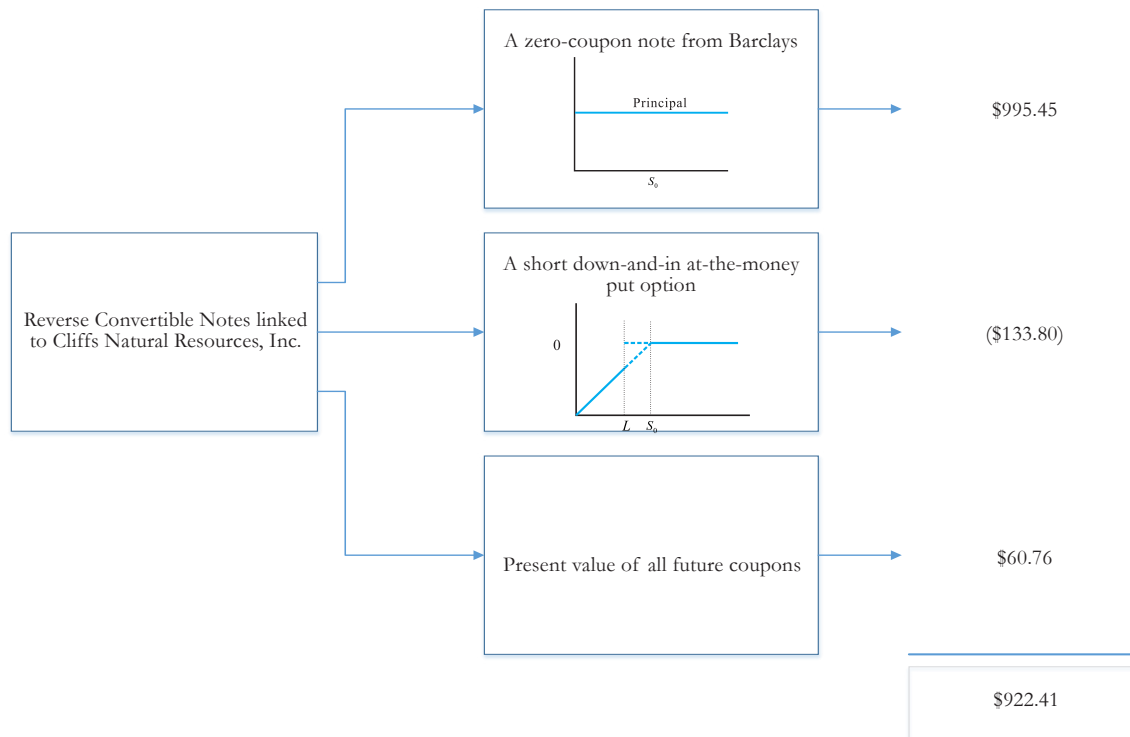 A zero-coupon note from Barclays
Principal
S₀
$995.45
Reverse Convertible Notes linked
to Cliffs Natural Resources, Inc.
A short down-and-in at-the-money
put option
0
L S₀
($133.80)
Present value of all future coupons
$60.76
$922.41